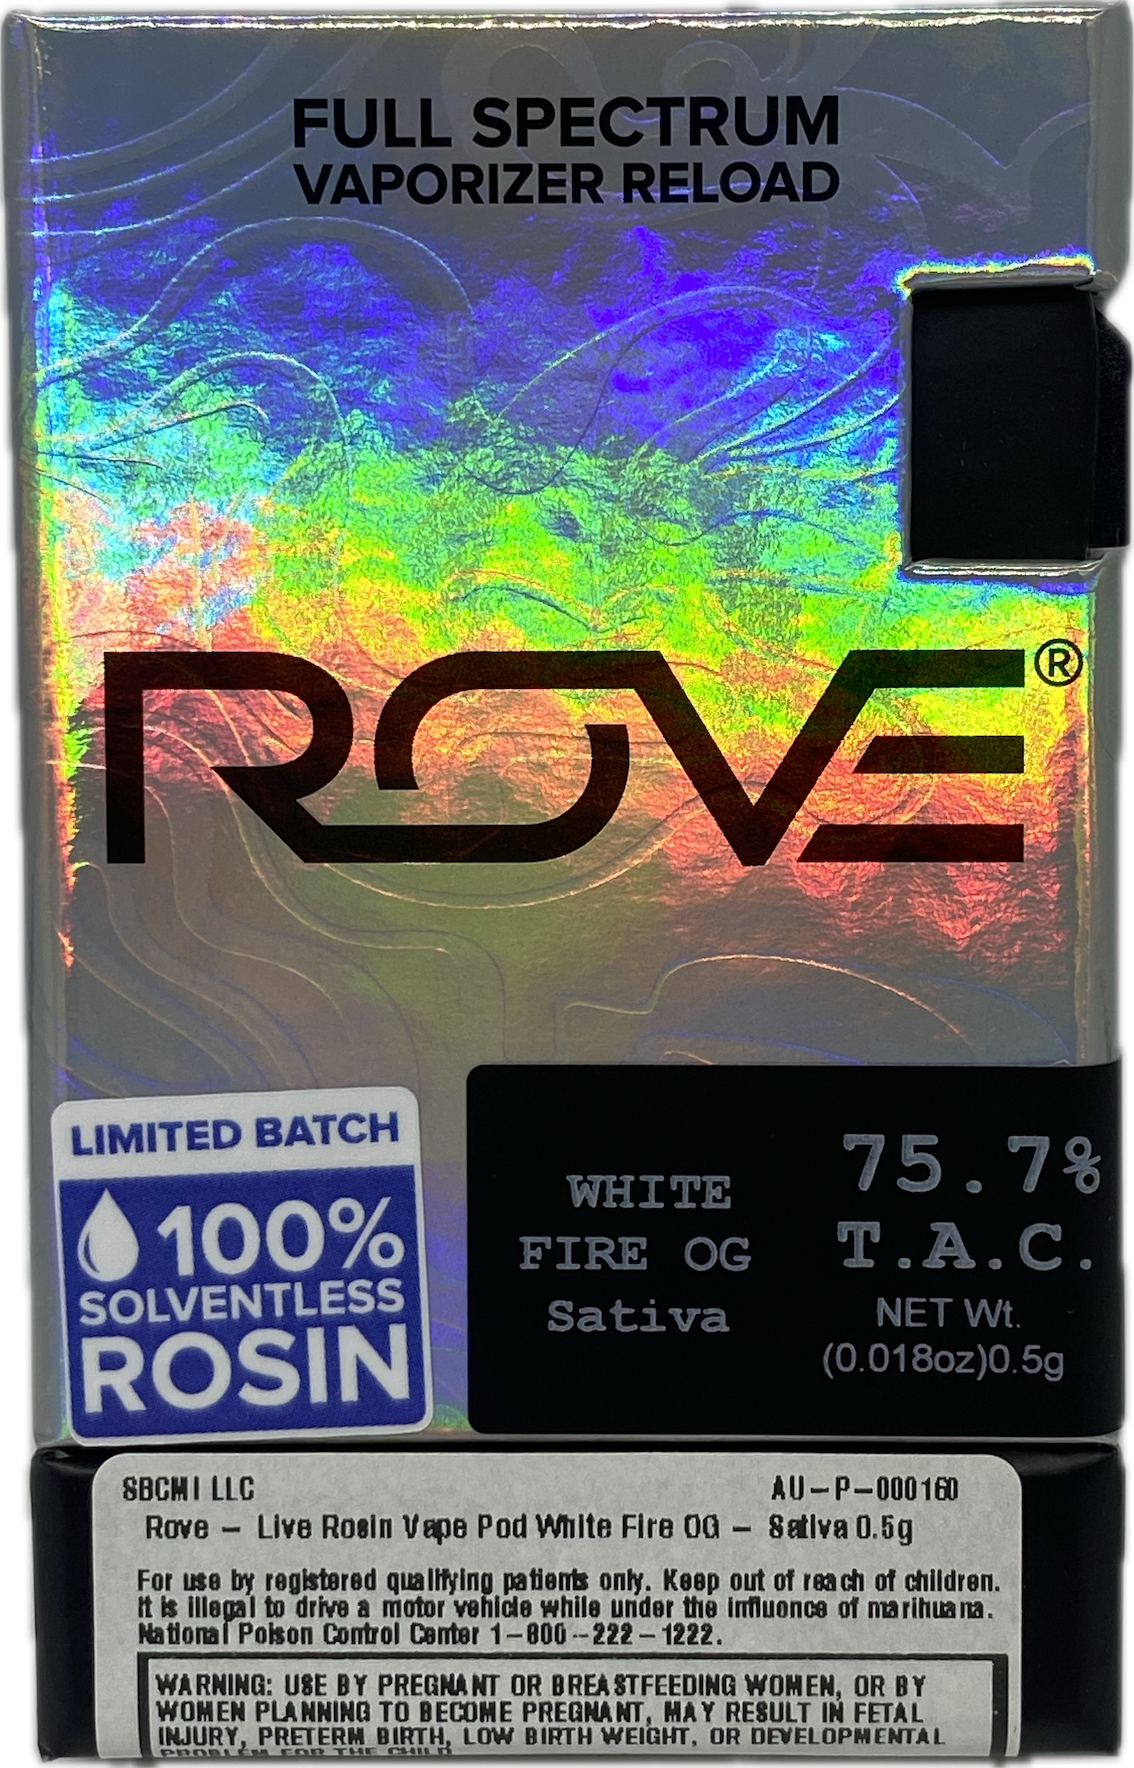 FULL SPECTRUM
VAPORIZER RELOAD
ROVE®
LIMITED BATCH
100%
SOLVENTLESS
ROSIN
WHITE
FIRE OG
Sativa
75.7%
T.A.C.
NET Wt.
(0.018oz)0.5g
SBCMI LLC AU-P-000160
Rove - Live Rosin Vape Pod White Fire OG - Sativa 0.5g
For use by registered qualifying patients only. Keep out of reach of children.
It is illegal to drive a motor vehicle while under the influence of marihuana.
National Poison Control Center 1-800-222-1222.
WARNING: USE BY PREGNANT OR BREASTFEEDING WOMEN, OR BY
WOMEN PLANNING TO BECOME PREGNANT, MAY RESULT IN FETAL
INJURY, PRETERM BIRTH, LOW BIRTH WEIGHT, OR DEVELOPMENTAL
PROBLEM FOR THE CHILD